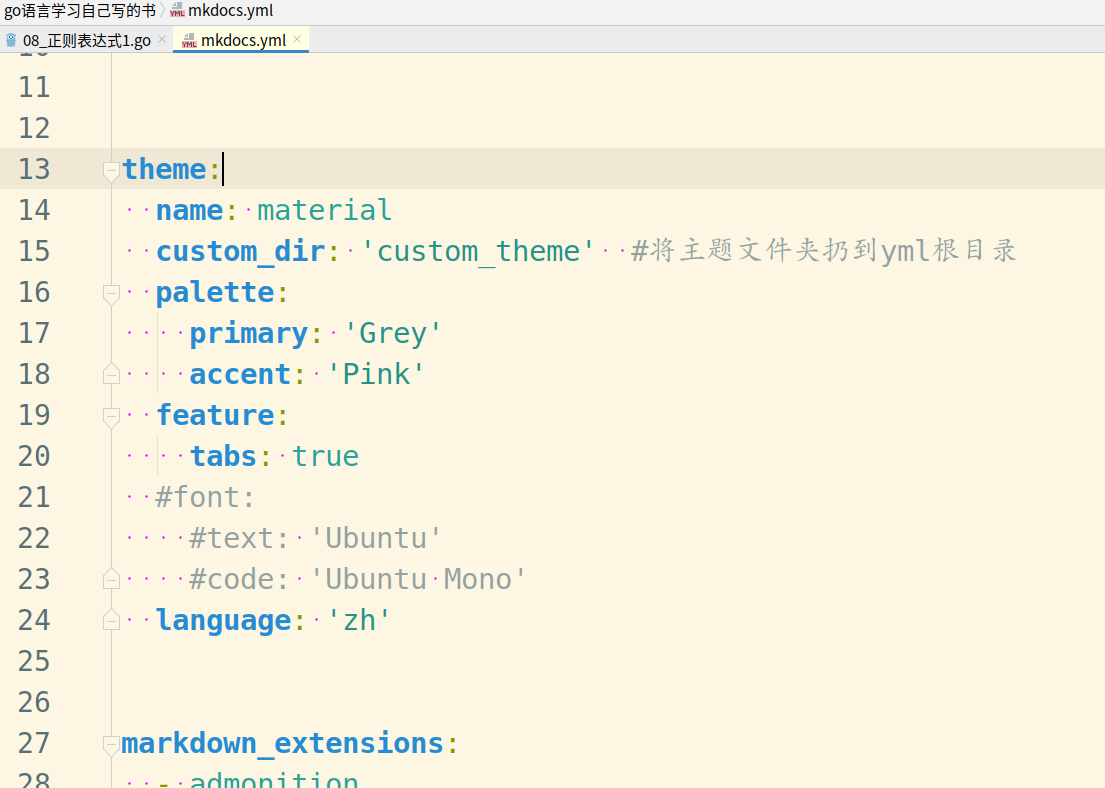 go语言学习自己写的书 mkdocs.yml
08_正则表达式1.go mkdocs.yml
11
12
13 theme:
14 name: material
15 custom_dir: 'custom_theme' #将主题文件夹扔到yml根目录
16 palette:
17 primary: 'Grey'
18 accent: 'Pink'
19 feature:
20 tabs: true
21 #font:
22 #text: 'Ubuntu'
23 #code: 'Ubuntu Mono'
24 language: 'zh'
25
26
27 markdown_extensions:
28 - admonition